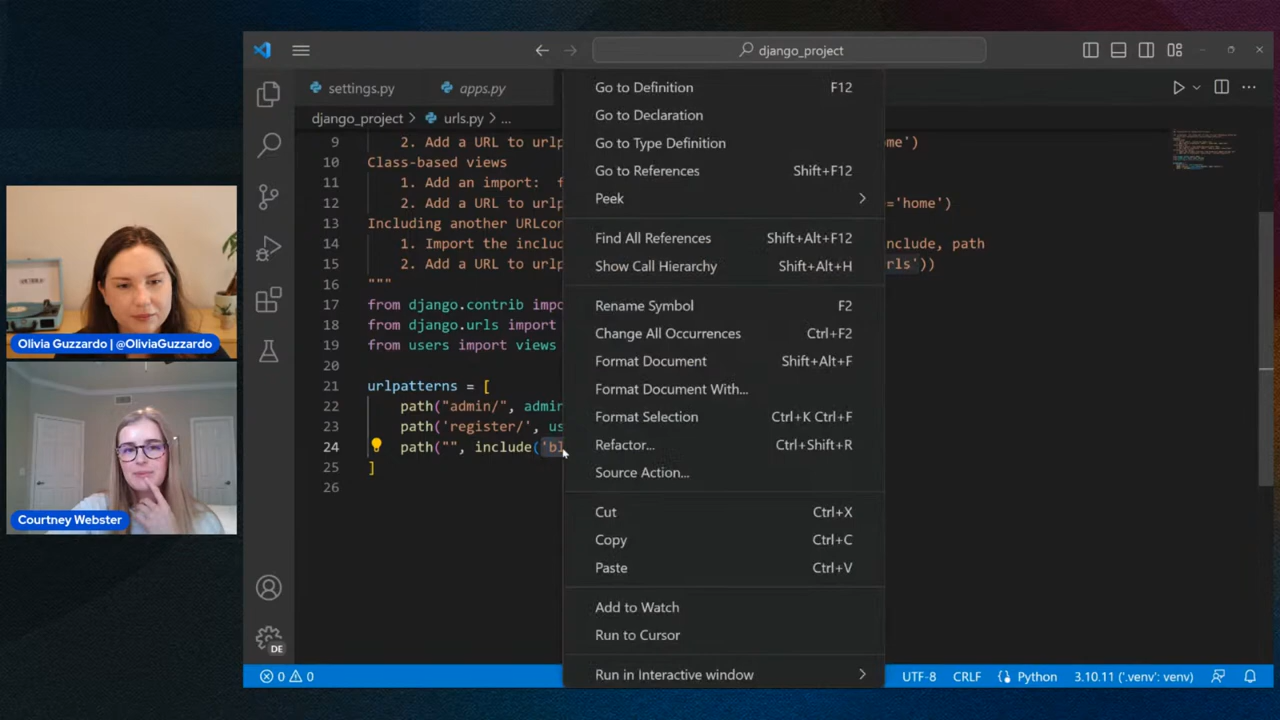 django_project
settings.py
apps.py
django_project > urls.py > ...
9 2. Add a URL to urlp
me')
10 Class-based views
11 1. Add an import: f
12 2. Add a URL to urlp
='home')
13 Including another URLcon
14 1. Import the includ
nclude, path
15 2. Add a URL to urlp
rls'))
16 """
17 from django.contrib impo
18 from django.urls import
19 from users import views
20
21 urlpatterns = [
22 path("admin/", admin
23 path('register/', us
24 path("", include('bl
25 ]
26
Go to Definition F12
Go to Declaration
Go to Type Definition
Go to References Shift+F12
Peek >
Find All References Shift+Alt+F12
Show Call Hierarchy Shift+Alt+H
Rename Symbol F2
Change All Occurrences Ctrl+F2
Format Document Shift+Alt+F
Format Document With...
Format Selection Ctrl+K Ctrl+F
Refactor... Ctrl+Shift+R
Source Action...
Cut Ctrl+X
Copy Ctrl+C
Paste Ctrl+V
Add to Watch
Run to Cursor
Run in Interactive window >
Olivia Guzzardo | @OliviaGuzzardo
Courtney Webster
DE
0 0
UTF-8 CRLF Python 3.10.11 ('.venv': venv)